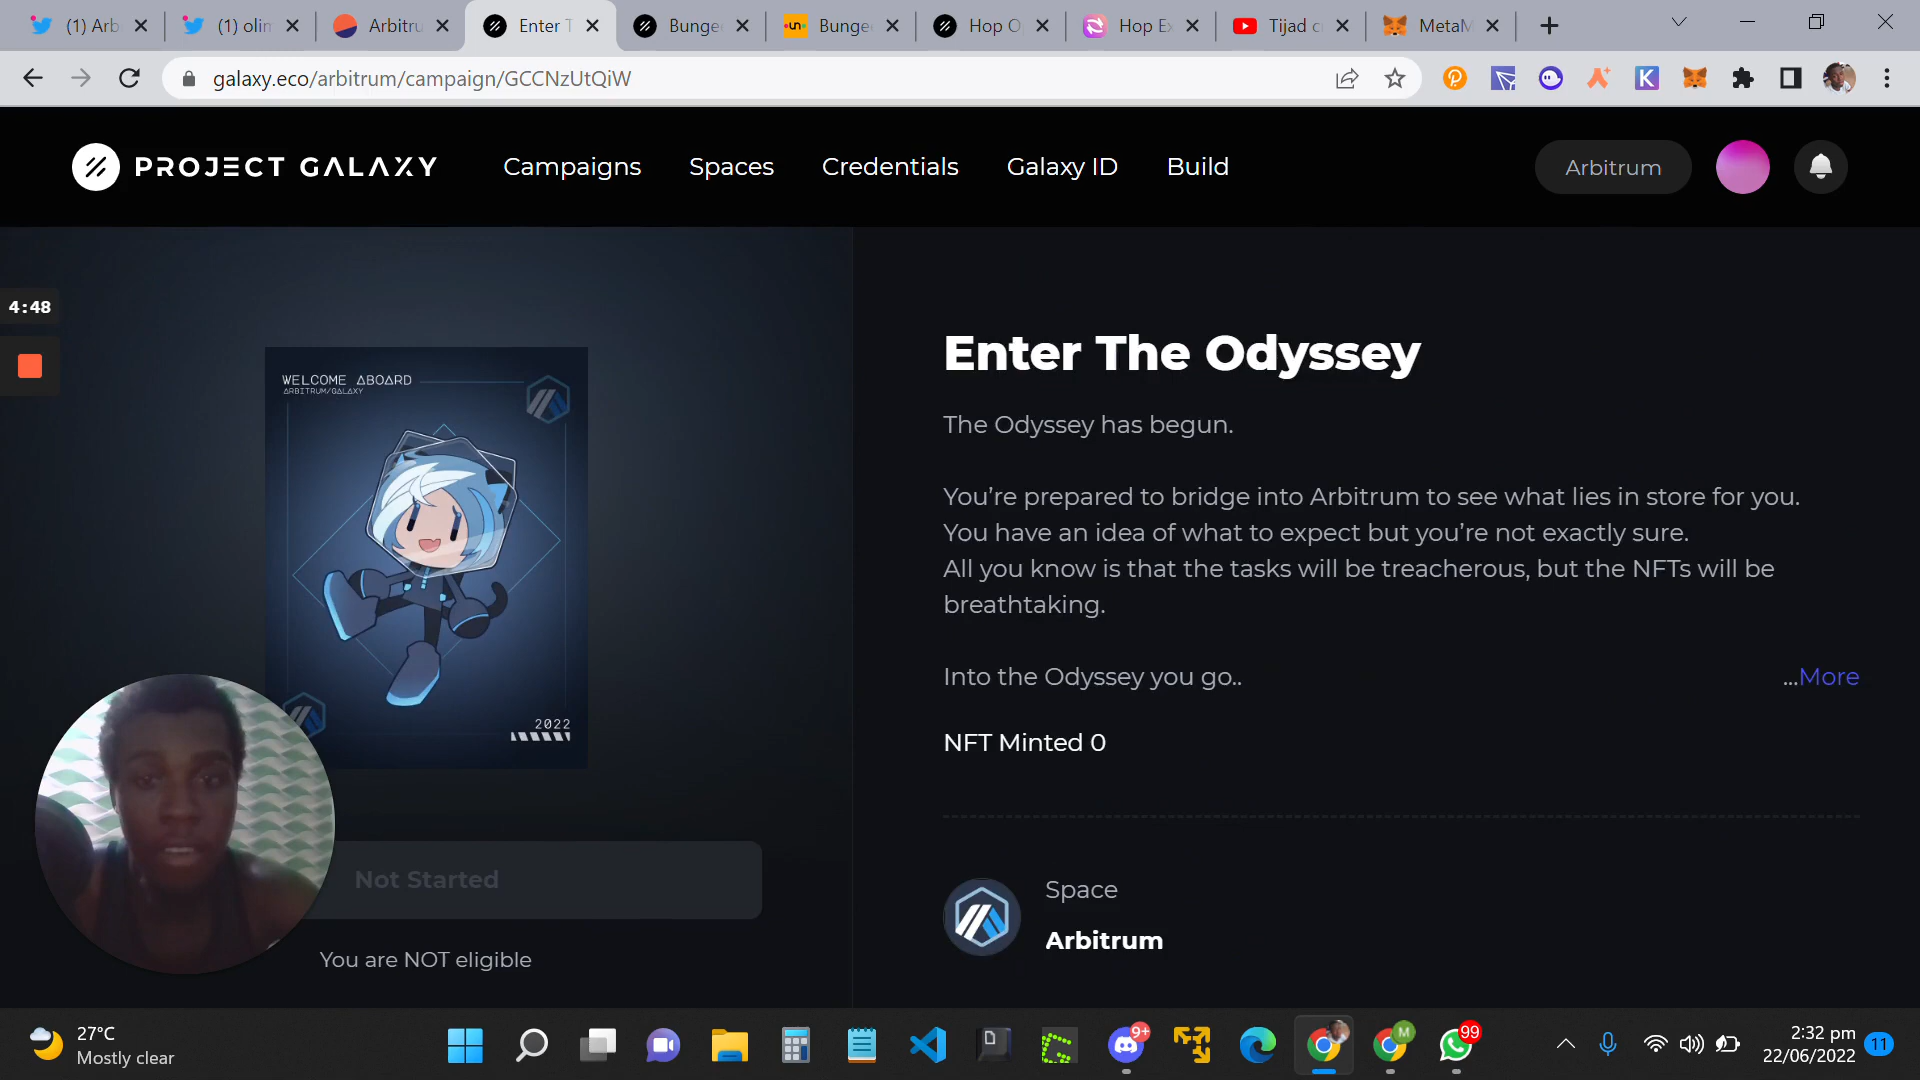 (1) Arb
(1) olim
Arbitru
Enter T
Bunge
Bunge
Hop O
Hop Ex
Tijad c
MetaM
galaxy.eco/arbitrum/campaign/GCCNzUtQiW
PROJECT GALAXY
Campaigns
Spaces
Credentials
Galaxy ID
Build
Arbitrum
4:48
WELCOME ABOARD
ARBITRUM/GALAXY
2022
Not Started
You are NOT eligible
Enter The Odyssey
The Odyssey has begun.
You’re prepared to bridge into Arbitrum to see what lies in store for you.
You have an idea of what to expect but you’re not exactly sure.
All you know is that the tasks will be treacherous, but the NFTs will be
breathtaking.
Into the Odyssey you go..
...More
NFT Minted 0
Space
Arbitrum
27°C
Mostly clear
9+
M
99
2:32 pm
22/06/2022
11